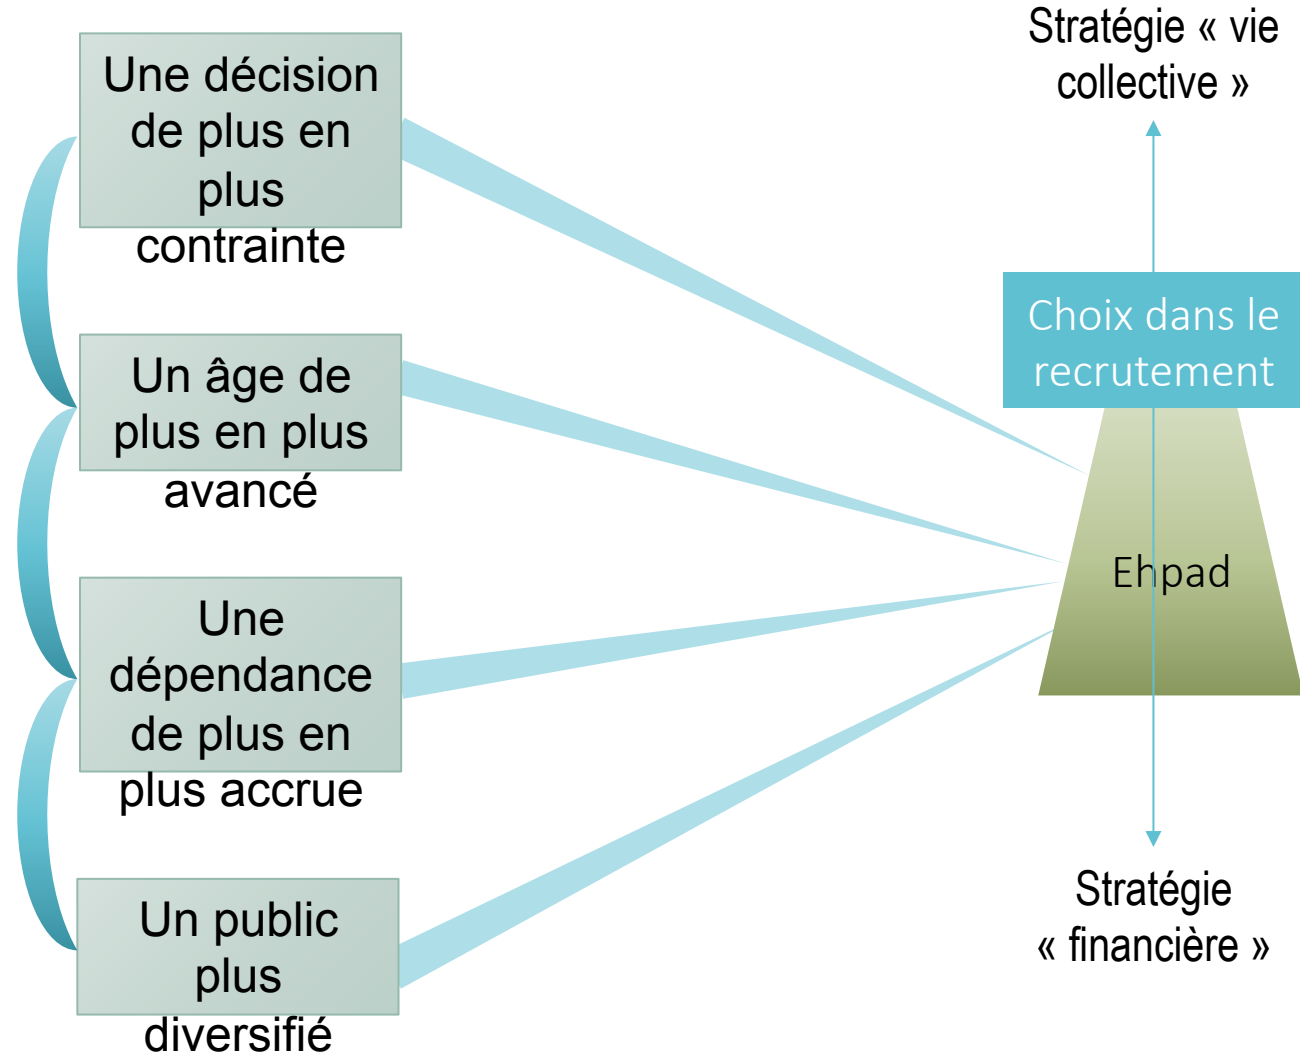 Une décision
de plus en
plus
contrainte
Un âge de
plus en plus
avancé
Une
dépendance
de plus en
plus accrue
Un public
plus
diversifié
Stratégie « vie
collective »
Choix dans le
recrutement
Ehpad
Stratégie
« financière »